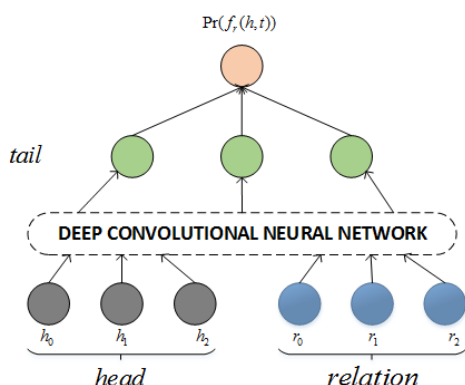 Pr(f_r(h,t))
tail
DEEP CONVOLUTIONAL NEURAL NETWORK
h_0 h_1 h_2 r_0 r_1 r_2
head relation